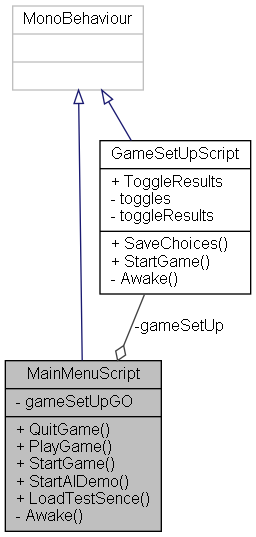 MonoBehaviour
GameSetUpScript
+ ToggleResults
- toggles
- toggleResults
+ SaveChoices()
+ StartGame()
- Awake()
-gameSetUp
MainMenuScript
- gameSetUpGO
+ QuitGame()
+ PlayGame()
+ StartGame()
+ StartAIDemo()
+ LoadTestSence()
- Awake()